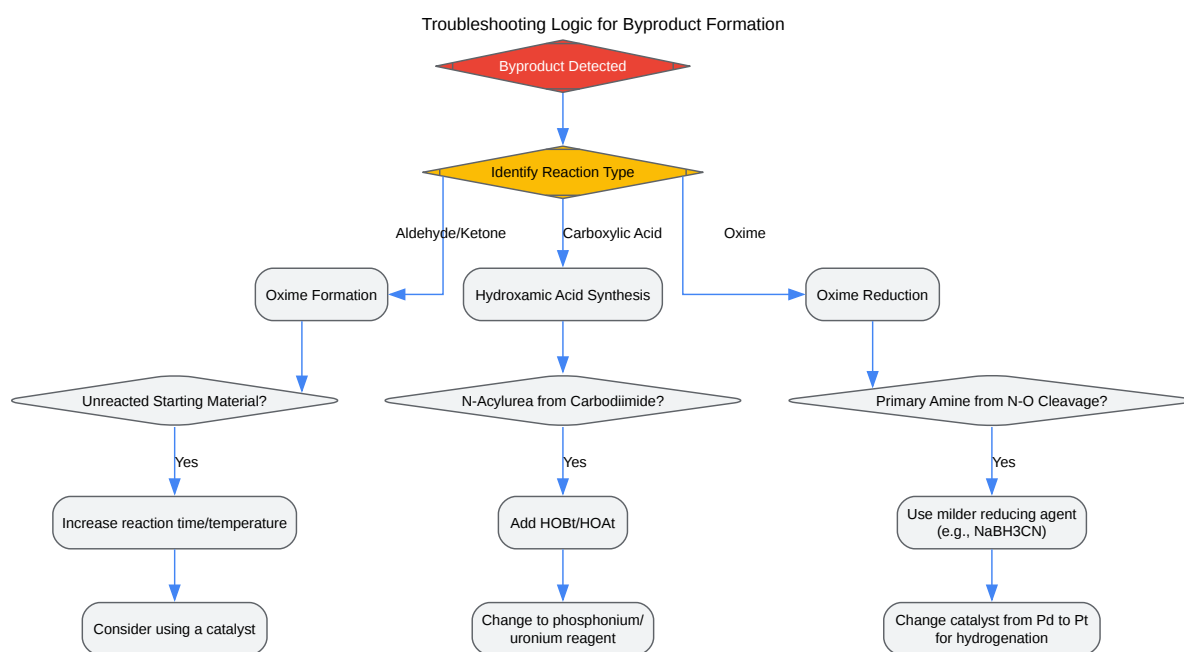 Troubleshooting Logic for Byproduct Formation
Byproduct Detected
Identify Reaction Type
Aldehyde/Ketone
Carboxylic Acid
Oxime
Oxime Formation
Hydroxamic Acid Synthesis
Oxime Reduction
Unreacted Starting Material?
N-Acylurea from Carbodiimide?
Primary Amine from N-O Cleavage?
Yes
Yes
Yes
Increase reaction time/temperature
Add HOBt/HOAt
Use milder reducing agent
(e.g., NaBH3CN)
Consider using a catalyst
Change to phosphonium/
uronium reagent
Change catalyst from Pd to Pt
for hydrogenation